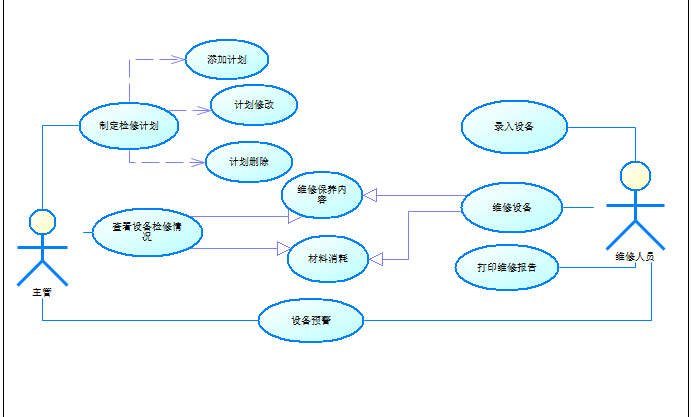 添加计划
计划修改
制定检修计划
录入设备
计划删除
维修保养内
容
维修设备
查看设备检修情
况
材料消耗
打印维修报告
维修人员
主管
设备预警